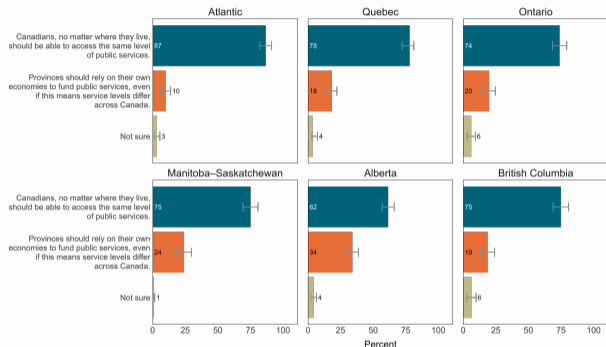 Atlantic
Quebec
Ontario
Canadians, no matter where they live,
should be able to access the same level
of public services.
87
78
74
Provinces should rely on their own
economies to fund public services, even
if this means service levels differ
across Canada.
10
18
20
Not sure
3
4
6
Manitoba–Saskatchewan
Alberta
British Columbia
Canadians, no matter where they live,
should be able to access the same level
of public services.
75
62
75
Provinces should rely on their own
economies to fund public services, even
if this means service levels differ
across Canada.
24
34
19
Not sure
1
4
6
0 25 50 75 100
0 25 50 75 100
0 25 50 75 100
Percent